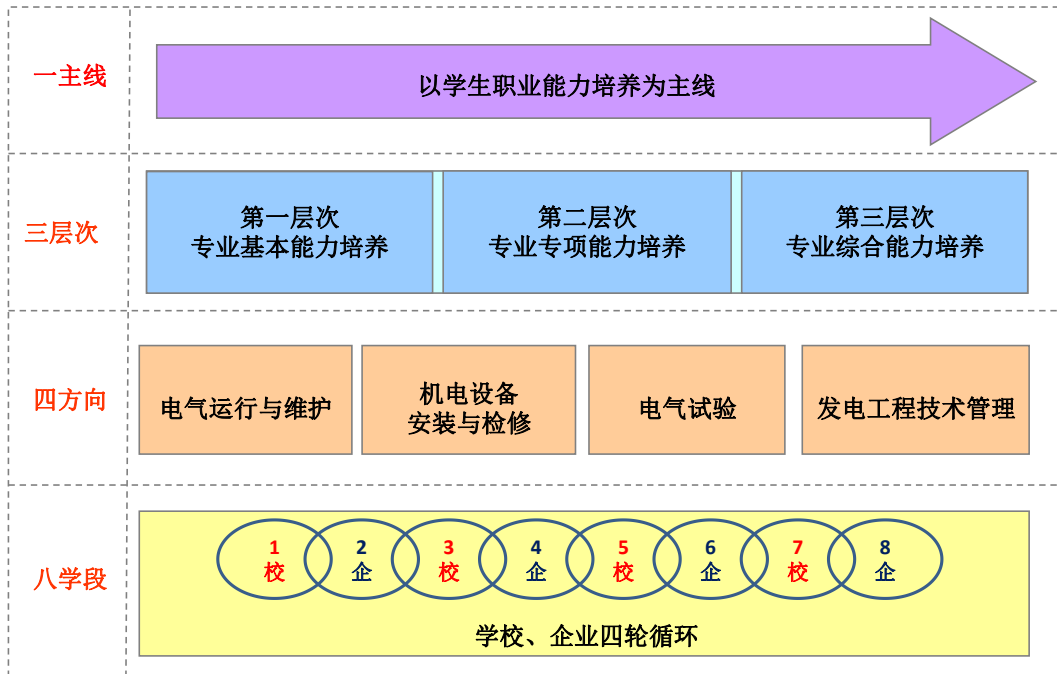 一主线
以学生职业能力培养为主线
三层次
第一层次
专业基本能力培养
第二层次
专业专项能力培养
第三层次
专业综合能力培养
四方向
电气运行与维护
机电设备
安装与检修
电气试验
发电工程技术管理
八学段
1
校
2
企
3
校
4
企
5
校
6
企
7
校
8
企
学校、企业四轮循环